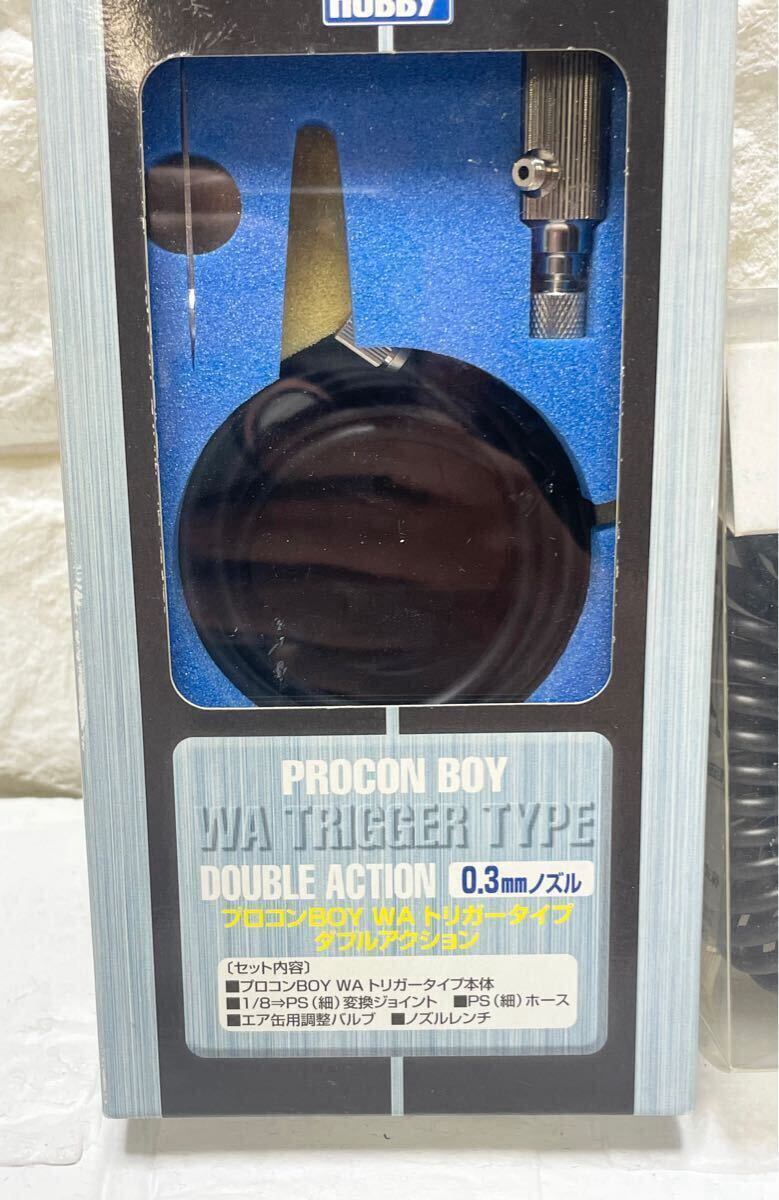 HOBBY
PROCON BOY
WA TRIGGER TYPE
DOUBLE ACTION 0.3mmノズル
プロコンBOY WA トリガータイプ
ダブルアクション
〔セット内容〕
■プロコンBOY WA トリガータイプ本体
■1/8⇒PS(細)変換ジョイント ■PS(細)ホース
■エア缶用調整バルブ ■ノズルレンチ